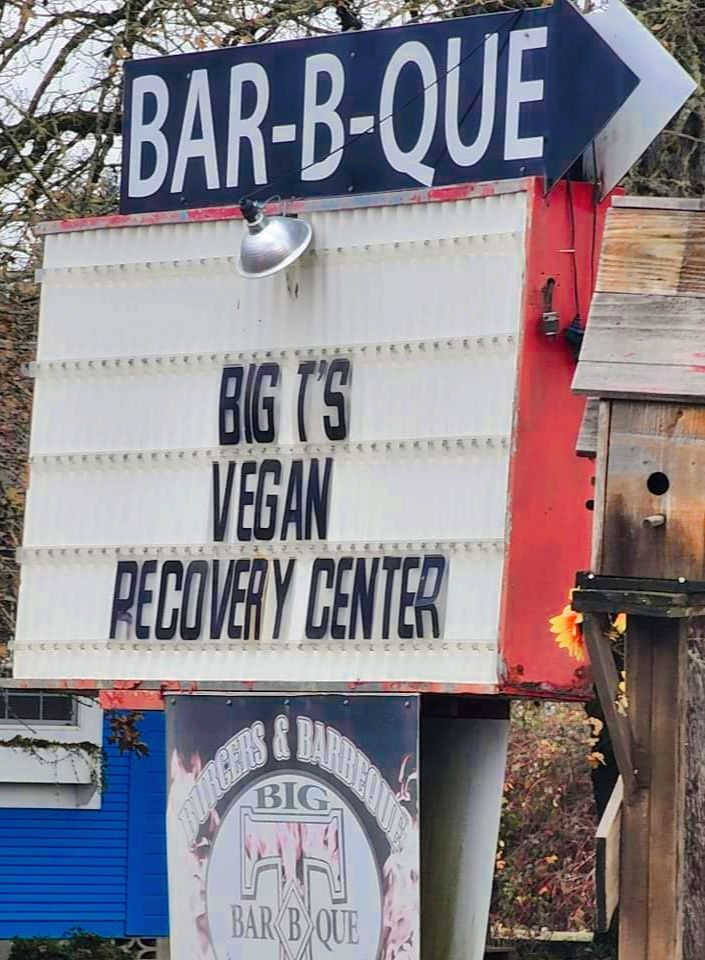 BAR-B-QUE
BIG T'S
VEGAN
RECOVERY CENTER
BURGERS & BARBEQUE
BIG
T
BAR B QUE